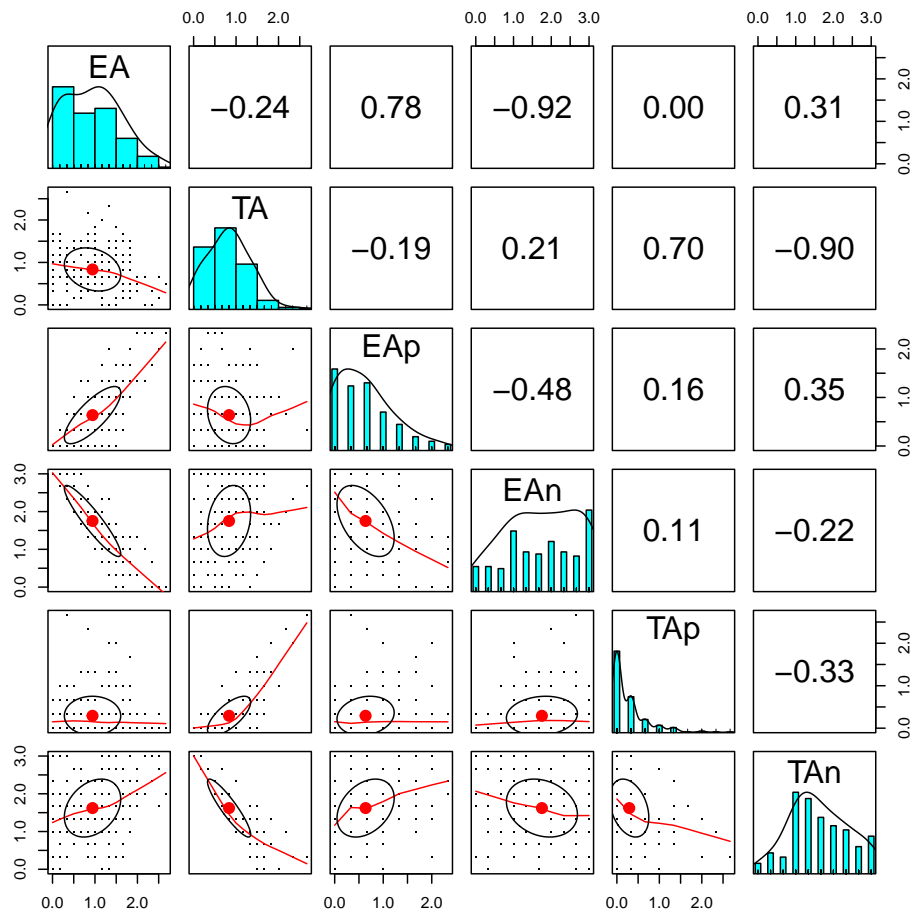 0.0 1.0 2.0 0.0 1.0 2.0 3.0 0.0 1.0 2.0 3.0
EA −0.24 0.78 −0.92 0.00 0.31 0.0 1.0 2.0
0.0 1.0 2.0 TA −0.19 0.21 0.70 −0.90
EAp −0.48 0.16 0.35 0.0 1.0 2.0
0.0 1.0 2.0 3.0 EAn 0.11 −0.22
TAp −0.33 0.0 1.0 2.0
0.0 1.0 2.0 3.0 TAn
0.0 1.0 2.0 0.0 1.0 2.0 0.0 1.0 2.0